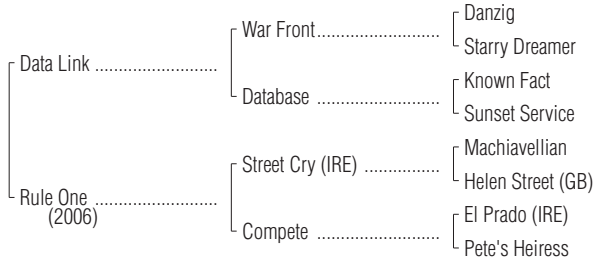 Danzig
War Front
Starry Dreamer
Data Link
Known Fact
Database
Sunset Service
Machiavellian
Street Cry (IRE)
Helen Street (GB)
Rule One
(2006)
El Prado (IRE)
Compete
Pete's Heiress